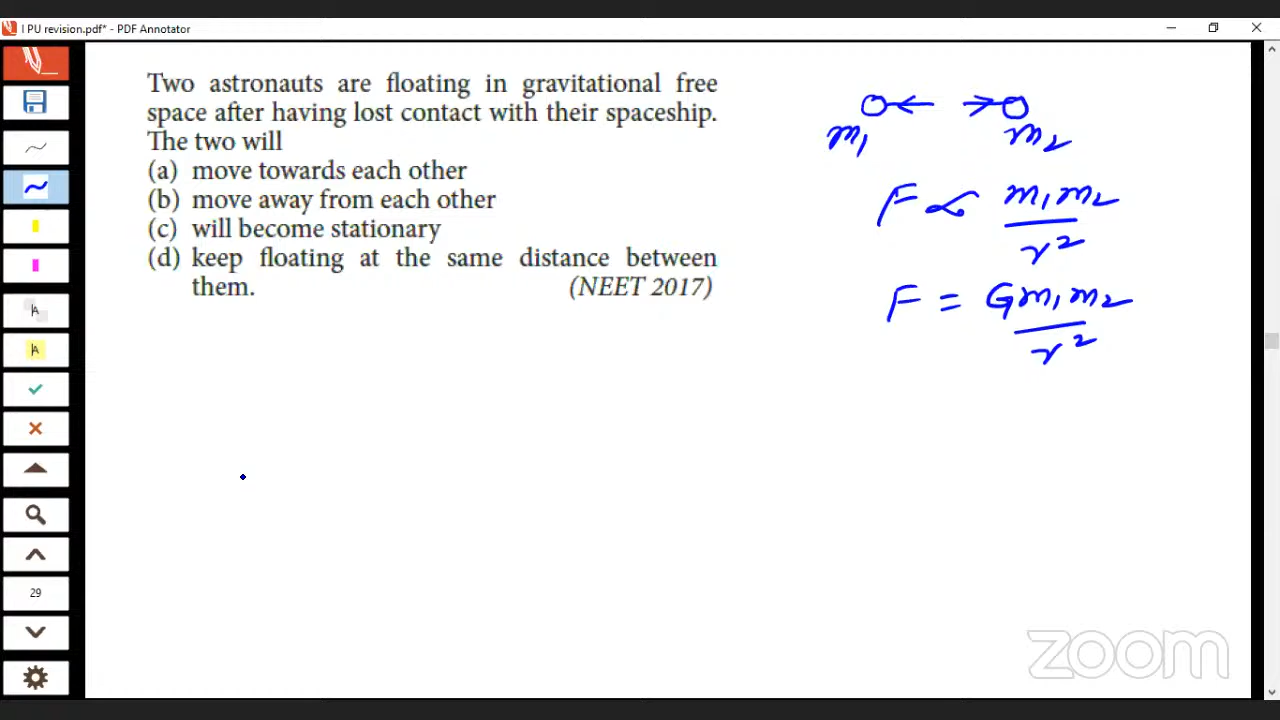 I PU revision.pdf* - PDF Annotator
Two astronauts are floating in gravitational free
space after having lost contact with their spaceship.
The two will
(a) move towards each other
(b) move away from each other
(c) will become stationary
(d) keep floating at the same distance between
them. (NEET 2017)
m₁ m₂
F ∝ m₁m₂
r²
F = Gm₁m₂
r²
A
A
29
zoom